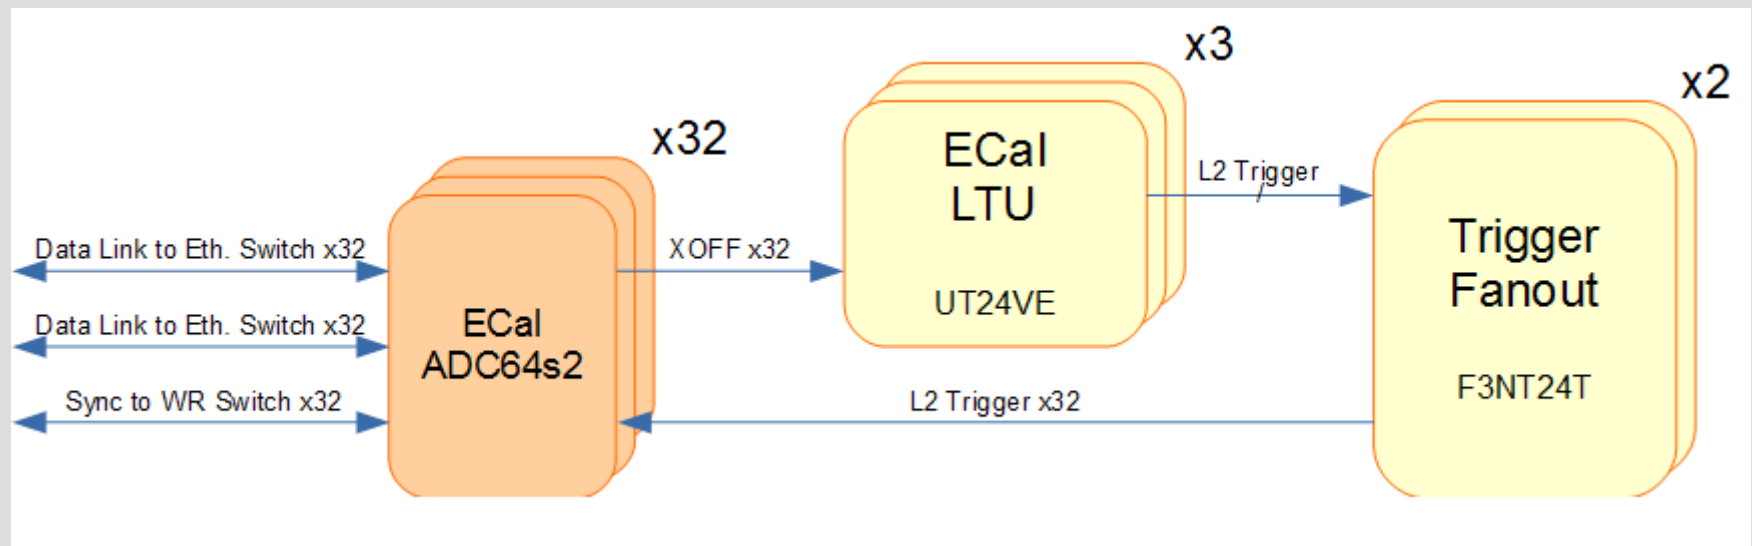 x3
x2
x32
ECal
LTU
L2 Trigger
Data Link to Eth. Switch x32
XOFF x32
Trigger
Fanout
UT24VE
Data Link to Eth. Switch x32
ECal
ADC64s2
F3NT24T
Sync to WR Switch x32
L2 Trigger x32